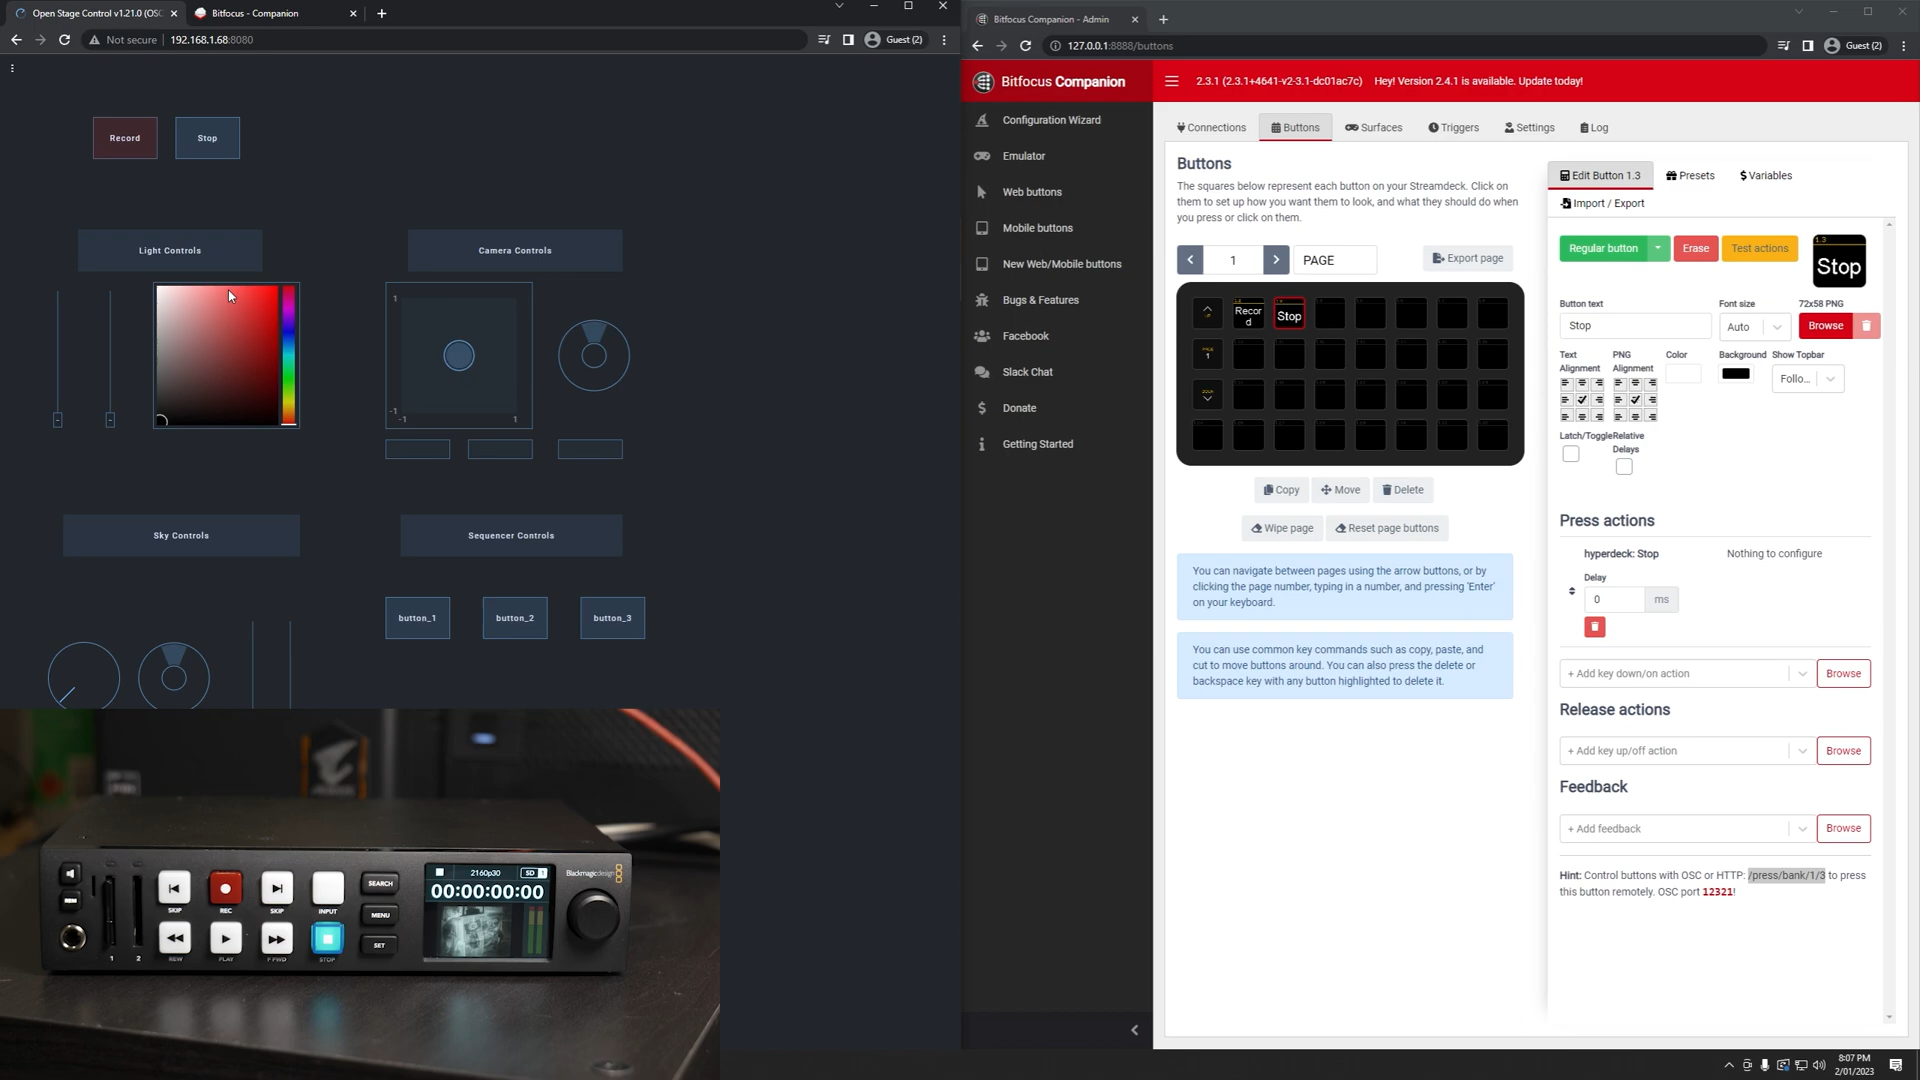 Open Stage Control v1.21.0 (OSC
Bitfocus - Companion
Not secure
192.168.1.68:8080
Guest (2)
Record
Stop
Light Controls
Camera Controls
1
-1
-1
1
Sky Controls
Sequencer Controls
button_1
button_2
button_3
2160p30
SD 1
00:00:00:00
Blackmagicdesign
SEARCH
MENU
SET
REM
SKIP
REC
SKIP
INPUT
REW
PLAY
F FWD
STOP
1
2
Bitfocus Companion - Admin
127.0.0.1:8888/buttons
Guest (2)
Bitfocus Companion
2.3.1 (2.3.1+4641-v2-3.1-dc01ac7c)
Hey! Version 2.4.1 is available. Update today!
Configuration Wizard
Emulator
Web buttons
Mobile buttons
New Web/Mobile buttons
Bugs & Features
Facebook
Slack Chat
Donate
Getting Started
Connections
Buttons
Surfaces
Triggers
Settings
Log
Buttons
The squares below represent each button on your Streamdeck. Click on
them to set up how you want them to look, and what they should do when
you press or click on them.
1
PAGE
Export page
Recor
d
Stop
PAGE
1
Copy
Move
Delete
Wipe page
Reset page buttons
You can navigate between pages using the arrow buttons, or by
clicking the page number, typing in a number, and pressing 'Enter'
on your keyboard.
You can use common key commands such as copy, paste, and
cut to move buttons around. You can also press the delete or
backspace key with any button highlighted to delete it.
Edit Button 1.3
Presets
Variables
Import / Export
Regular button
Erase
Test actions
1.3
Stop
Button text
Font size
72x58 PNG
Stop
Auto
Browse
Text
Alignment
PNG
Alignment
Color
Background
Show Topbar
Follo...
Latch/Toggle
Relative
Delays
Press actions
hyperdeck: Stop
Nothing to configure
Delay
0
ms
+ Add key down/on action
Browse
Release actions
+ Add key up/off action
Browse
Feedback
+ Add feedback
Browse
Hint: Control buttons with OSC or HTTP: /press/bank/1/3 to press
this button remotely. OSC port 12321!
8:07 PM
2/01/2023